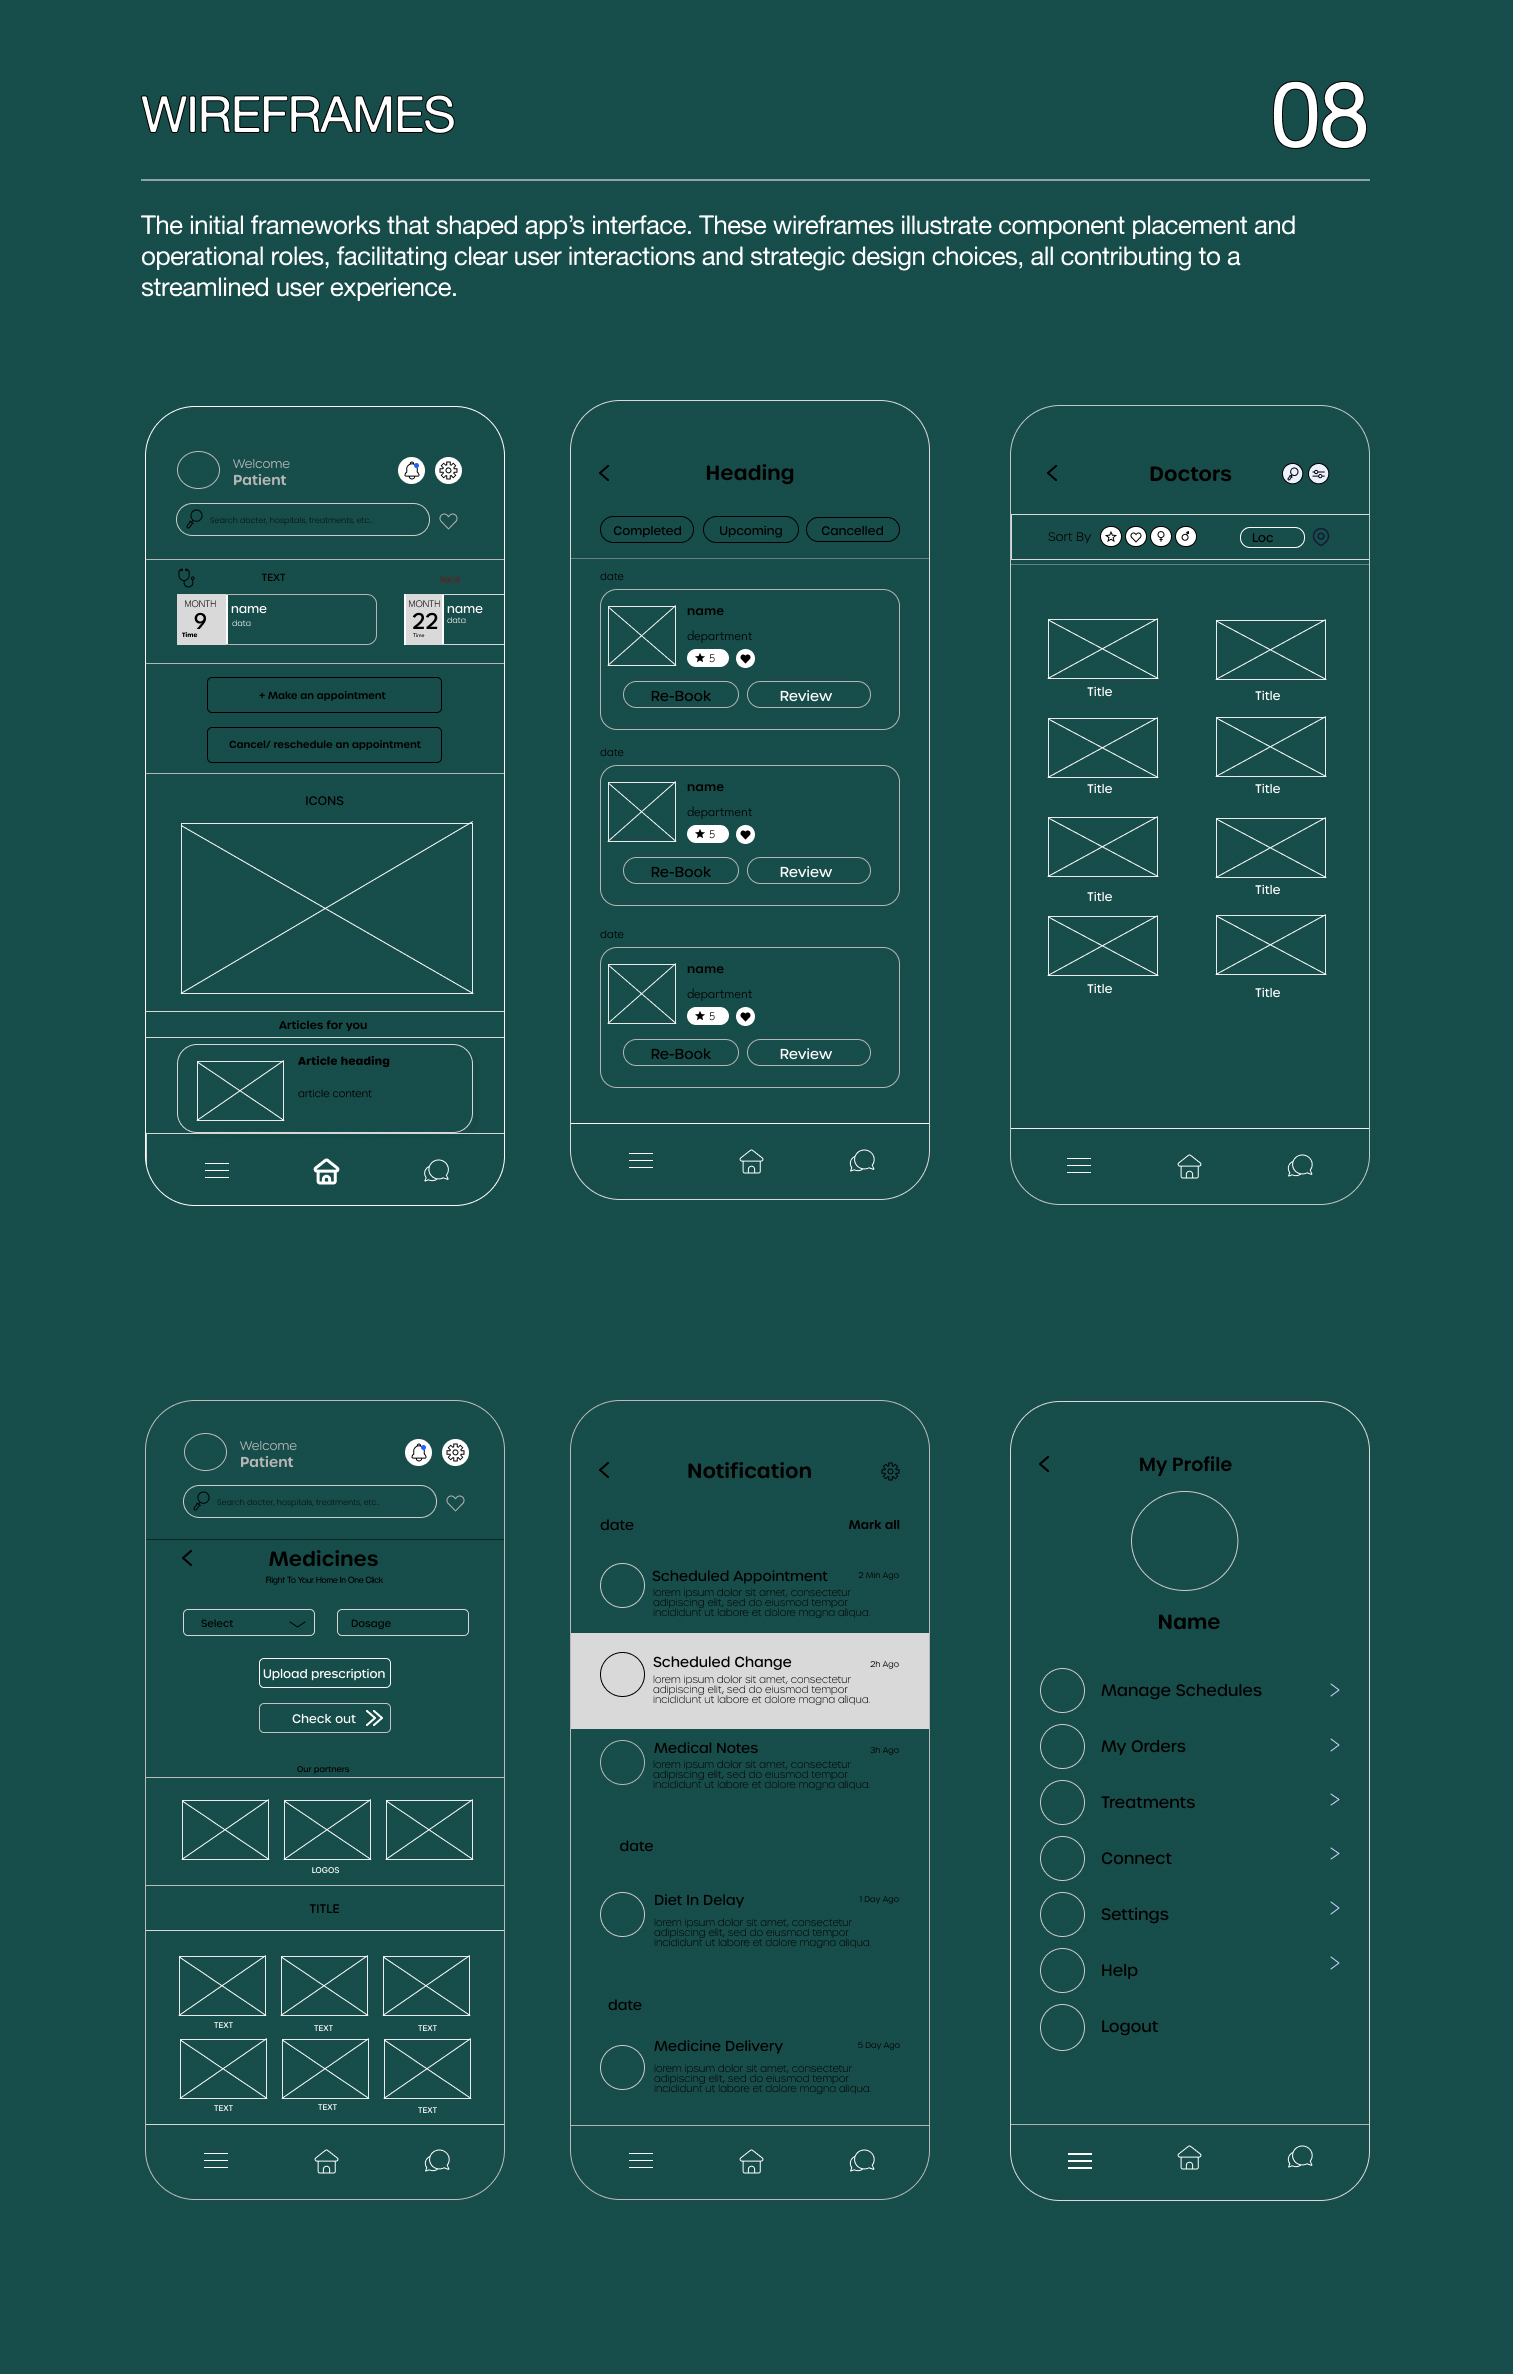 WIREFRAMES
08
The initial frameworks that shaped app's interface. These wireframes illustrate component placement and
operational roles, facilitating clear user interactions and strategic design choices, all contributing to a
streamlined user experience.
Welcome
Patient
Search docter, hospitals, treatments, etc..
TEXT
MONTH
9
Time
name
data
MONTH
22
Time
name
data
+ Make an appointment
Cancel/ reschedule an appointment
ICONS
Articles for you
Article heading
article content
Heading
Completed
Upcoming
Cancelled
date
name
department
5
Re-Book
Review
date
name
department
5
Re-Book
Review
date
name
department
5
Re-Book
Review
Doctors
Sort By
Loc
Title
Title
Title
Title
Title
Title
Title
Title
Welcome
Patient
Search docter, hospitals, treatments, etc..
Medicines
Right To Your Home In One Click
Select
Dosage
Upload prescription
Check out
Our partners
LOGOS
TITLE
TEXT
TEXT
TEXT
TEXT
TEXT
TEXT
Notification
date
Mark all
Scheduled Appointment
2 Min Ago
lorem ipsum dolor sit amet, consectetur
adipiscing elit, sed do eiusmod tempor
incididunt ut labore et dolore magna aliqua.
Scheduled Change
2h Ago
lorem ipsum dolor sit amet, consectetur
adipiscing elit, sed do eiusmod tempor
incididunt ut labore et dolore magna aliqua.
Medical Notes
3h Ago
lorem ipsum dolor sit amet, consectetur
adipiscing elit, sed do eiusmod tempor
incididunt ut labore et dolore magna aliqua.
date
Diet In Delay
1 Day Ago
lorem ipsum dolor sit amet, consectetur
adipiscing elit, sed do eiusmod tempor
incididunt ut labore et dolore magna aliqua.
date
Medicine Delivery
5 Day Ago
lorem ipsum dolor sit amet, consectetur
adipiscing elit, sed do eiusmod tempor
incididunt ut labore et dolore magna aliqua.
My Profile
Name
Manage Schedules
My Orders
Treatments
Connect
Settings
Help
Logout